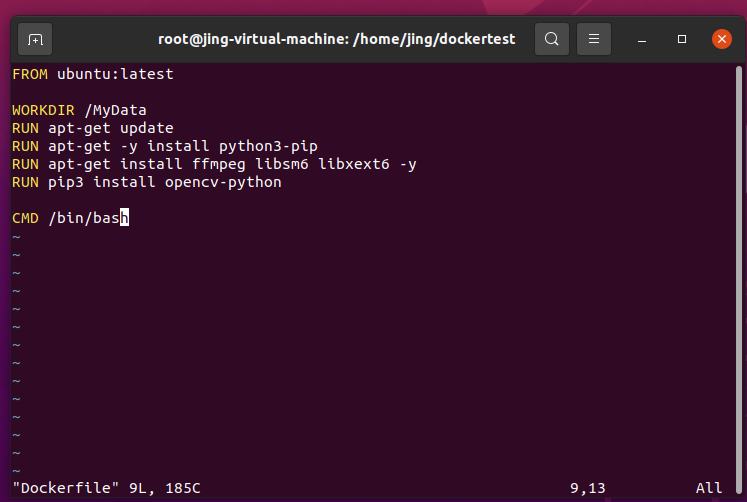 root@jing-virtual-machine: /home/jing/dockertest
FROM ubuntu:latest
WORKDIR /MyData
RUN apt-get update
RUN apt-get -y install python3-pip
RUN apt-get install ffmpeg libsm6 libxext6 -y
RUN pip3 install opencv-python
CMD /bin/bash
~
~
~
~
~
~
~
~
~
~
~
~
~
~
"Dockerfile" 9L, 185C 9,13 All